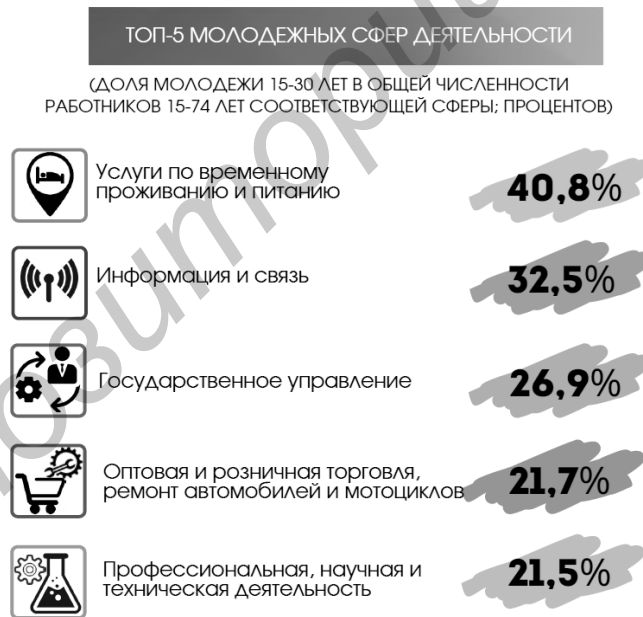 ТОП-5 МОЛОДЕЖНЫХ СФЕР ДЕЯТЕЛЬНОСТИ
(ДОЛЯ МОЛОДЕЖИ 15-30 ЛЕТ В ОБЩЕЙ ЧИСЛЕННОСТИ
РАБОТНИКОВ 15-74 ЛЕТ СООТВЕТСТВУЮЩЕЙ СФЕРЫ; ПРОЦЕНТОВ)
Услуги по временному
проживанию и питанию
40,8%
Информация и связь
32,5%
Государственное управление
26,9%
Оптовая и розничная торговля,
ремонт автомобилей и мотоциклов
21,7%
Профессиональная, научная и
техническая деятельность
21,5%